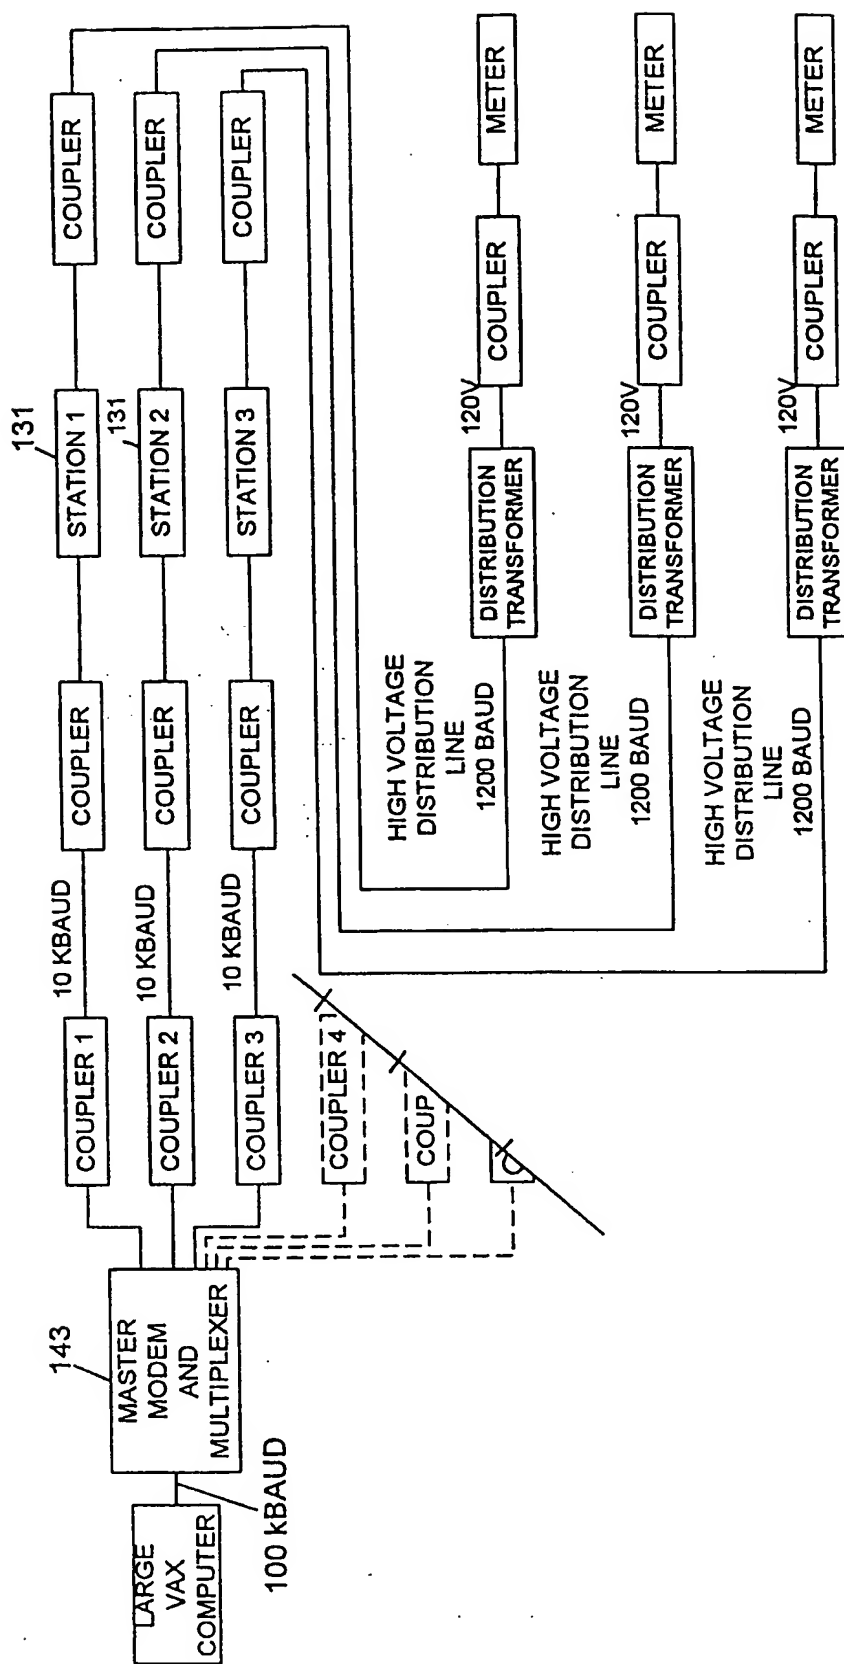 LARGE
VAX
COMPUTER
100 kBAUD
143
MASTER
MODEM
AND
MULTIPLEXER
COUPLER 1
10 KBAUD
COUPLER
131
STATION 1
COUPLER
COUPLER 2
10 KBAUD
COUPLER
131
STATION 2
COUPLER
COUPLER 3
10 KBAUD
COUPLER
STATION 3
COUPLER
COUPLER 4
COUP
C
HIGH VOLTAGE
DISTRIBUTION
LINE
1200 BAUD
DISTRIBUTION
TRANSFORMER
120V
COUPLER
METER
HIGH VOLTAGE
DISTRIBUTION
LINE
1200 BAUD
DISTRIBUTION
TRANSFORMER
120V
COUPLER
METER
HIGH VOLTAGE
DISTRIBUTION
LINE
1200 BAUD
DISTRIBUTION
TRANSFORMER
120V
COUPLER
METER